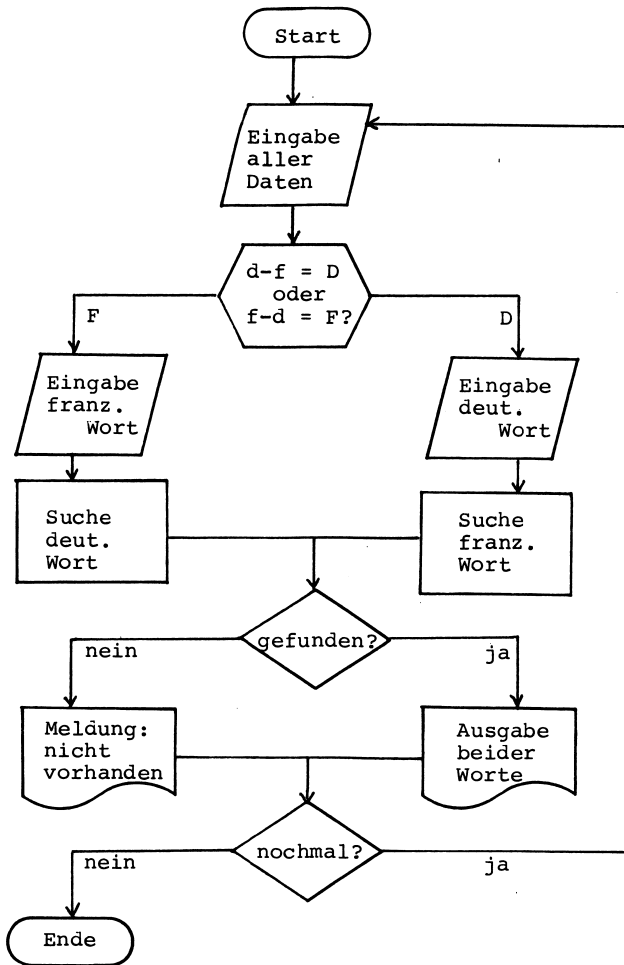 Start
Eingabe
aller
Daten
d-f = D
oder
f-d = F?
F
D
Eingabe
franz.
Wort
Eingabe
deut.
Wort
Suche
deut.
Wort
Suche
franz.
Wort
gefunden?
nein
ja
Meldung:
nicht
vorhanden
Ausgabe
beider
Worte
nochmal?
nein
ja
Ende